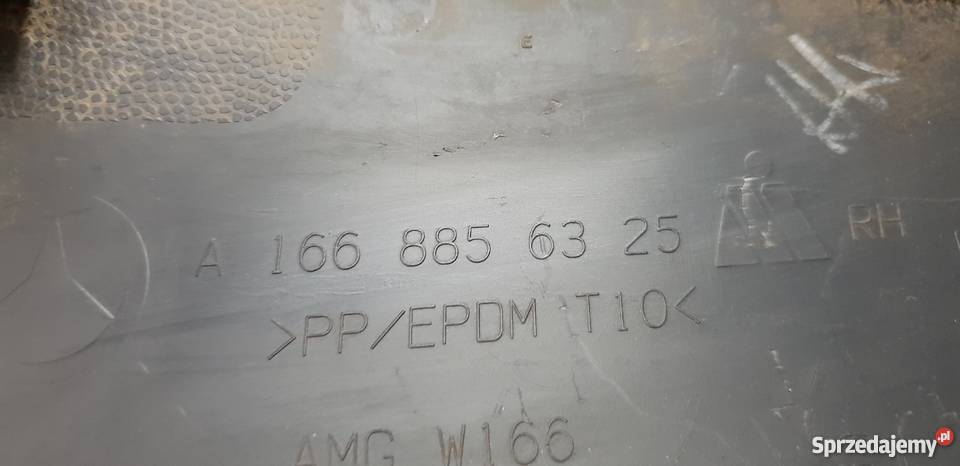 E
A 166 885 63 25 RH
>PP/EPDM T10<
AMG W166
Sprzedajemy.pl